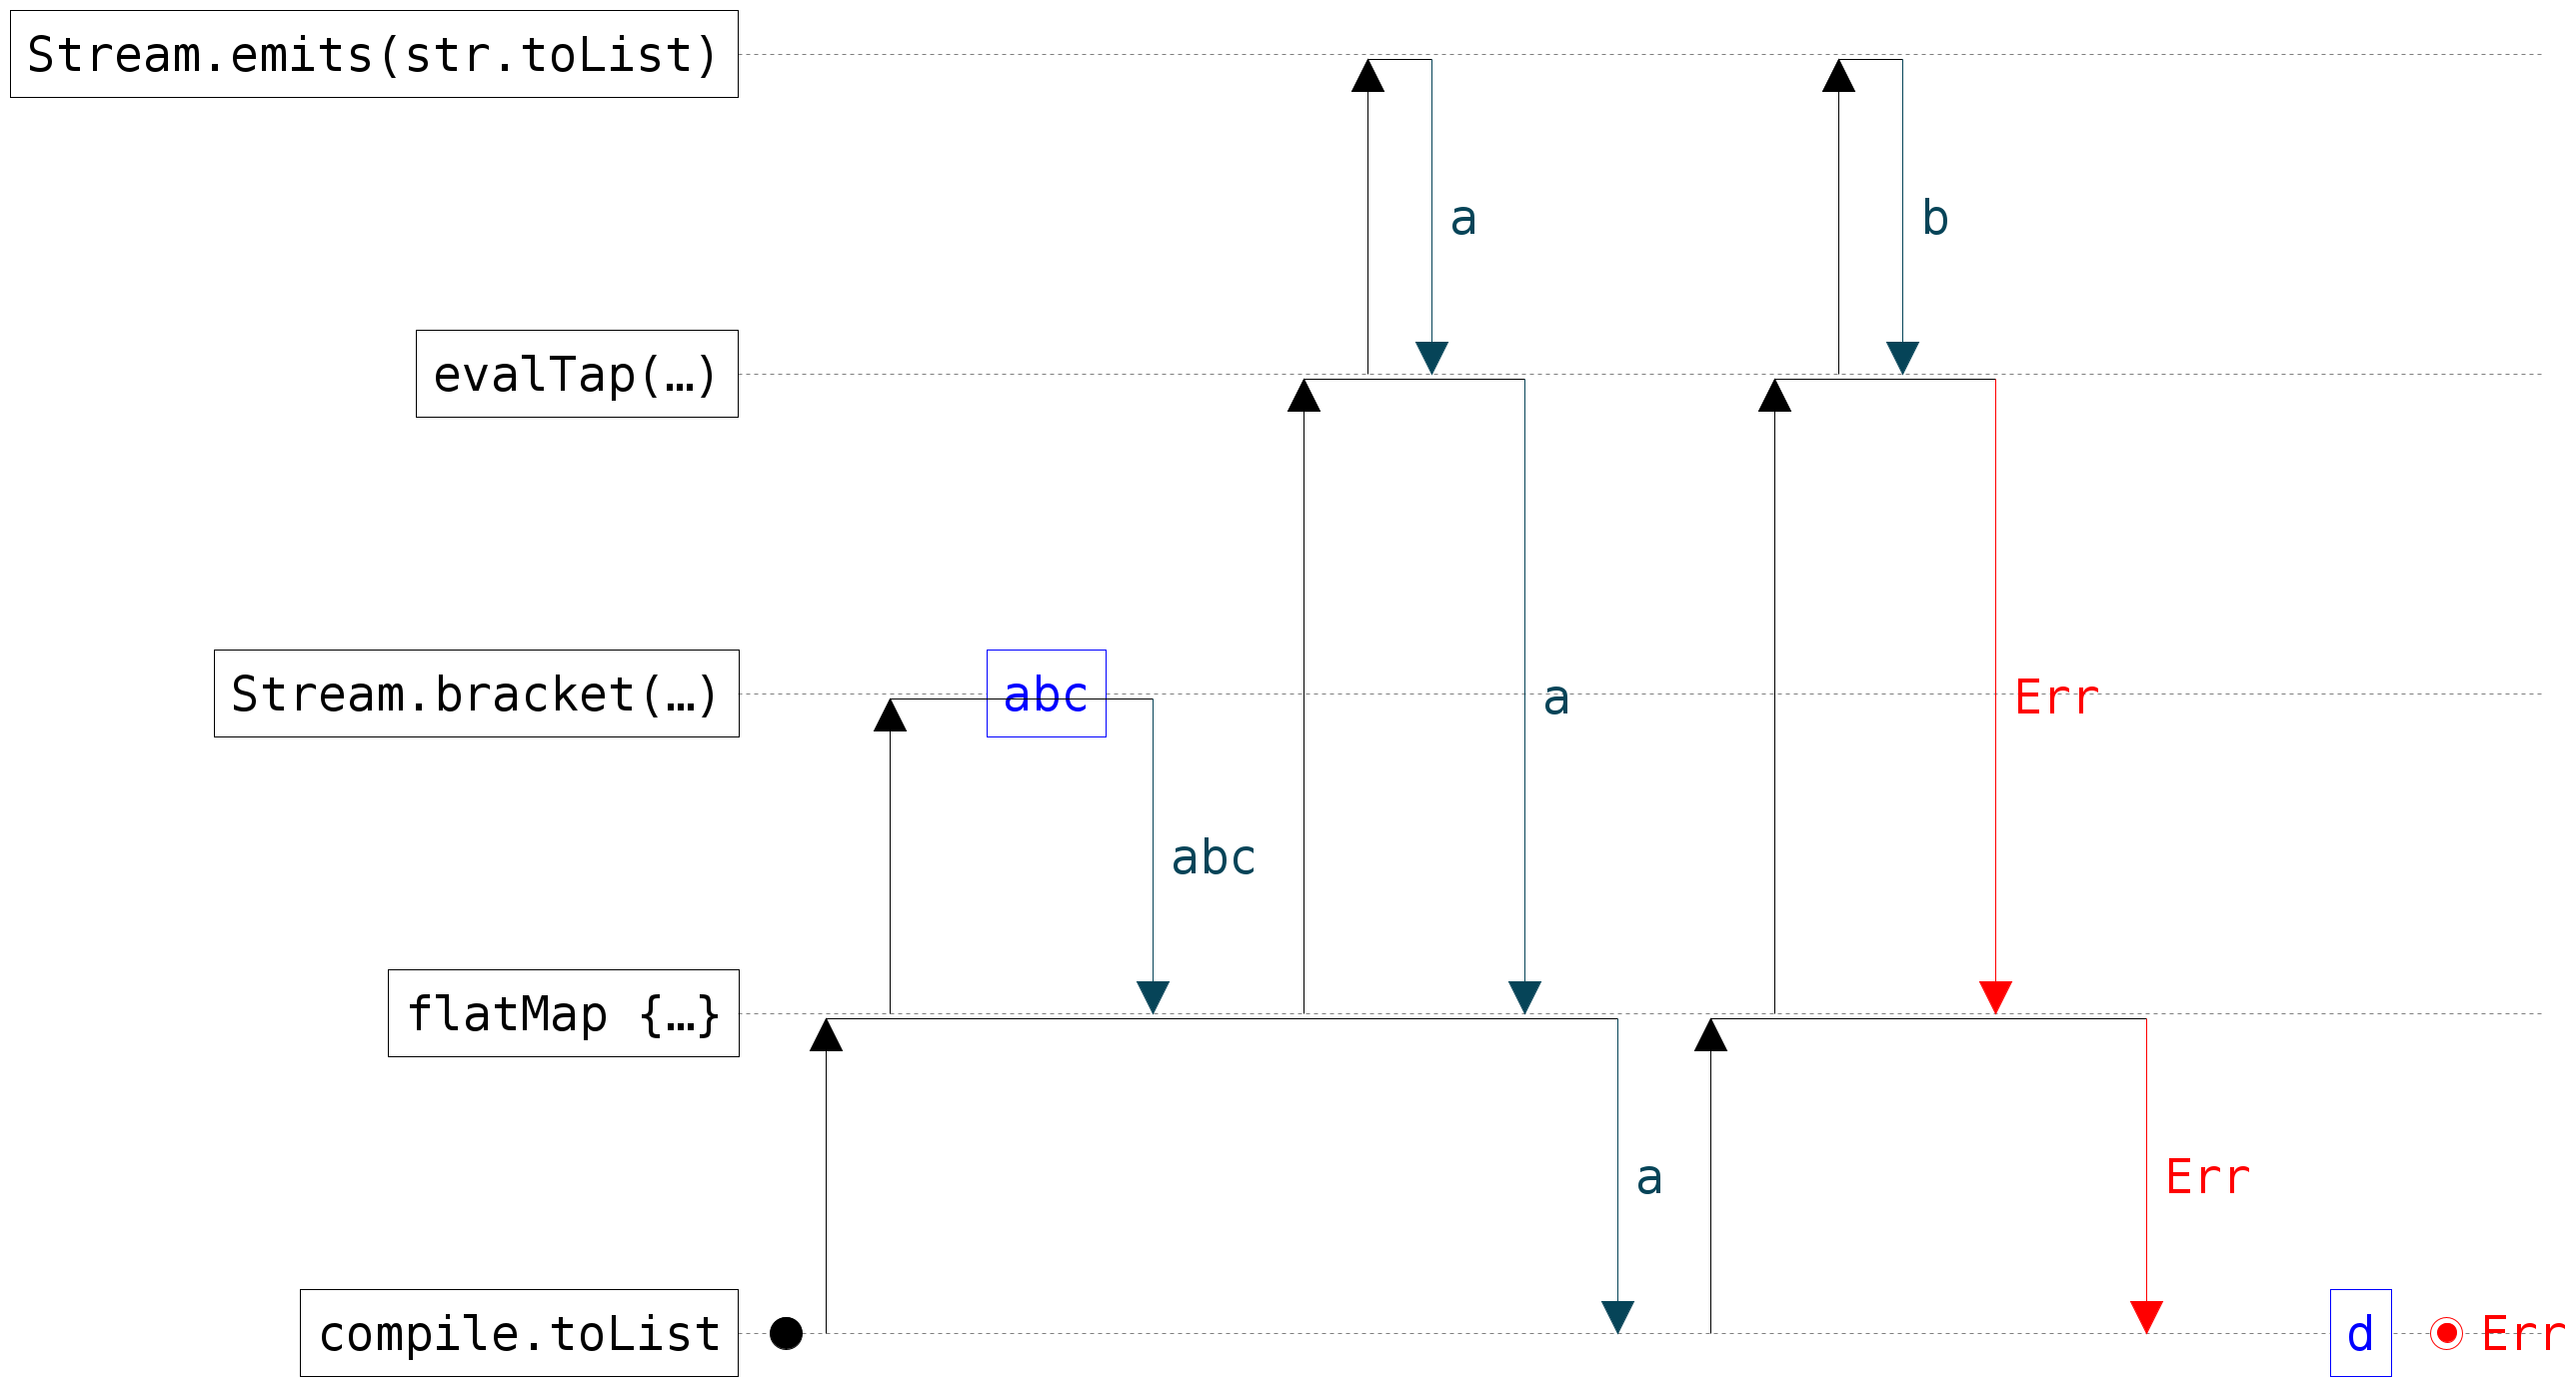 Stream.emits(str.toList)
a
b
evalTap(…)
Stream.bracket(…)
abc
a
Err
abc
flatMap {…}
a
Err
compile.toList
d
Err